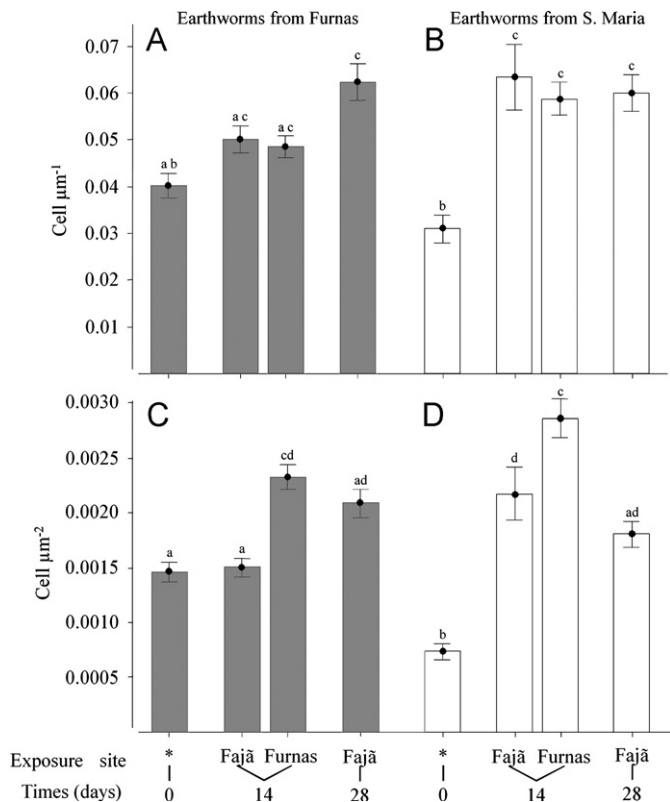 Earthworms from Furnas
Earthworms from S. Maria
A
B
Cell µm-1
0.07
0.06
0.05
0.04
0.03
0.02
0.01
a b
a c
a c
c
b
c
c
c
C
D
Cell µm-2
0.0030
0.0025
0.0020
0.0015
0.0010
0.0005
a
a
cd
ad
b
d
c
ad
Exposure site * Fajã Furnas Fajã * Fajã Furnas Fajã
Times (days) 0 14 28 0 14 28